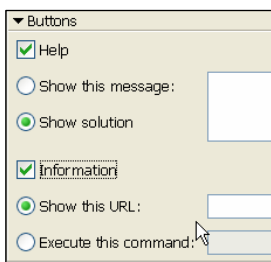 Buttons
Help
Show this message:
Show solution
Information
Show this URL:
Execute this command: